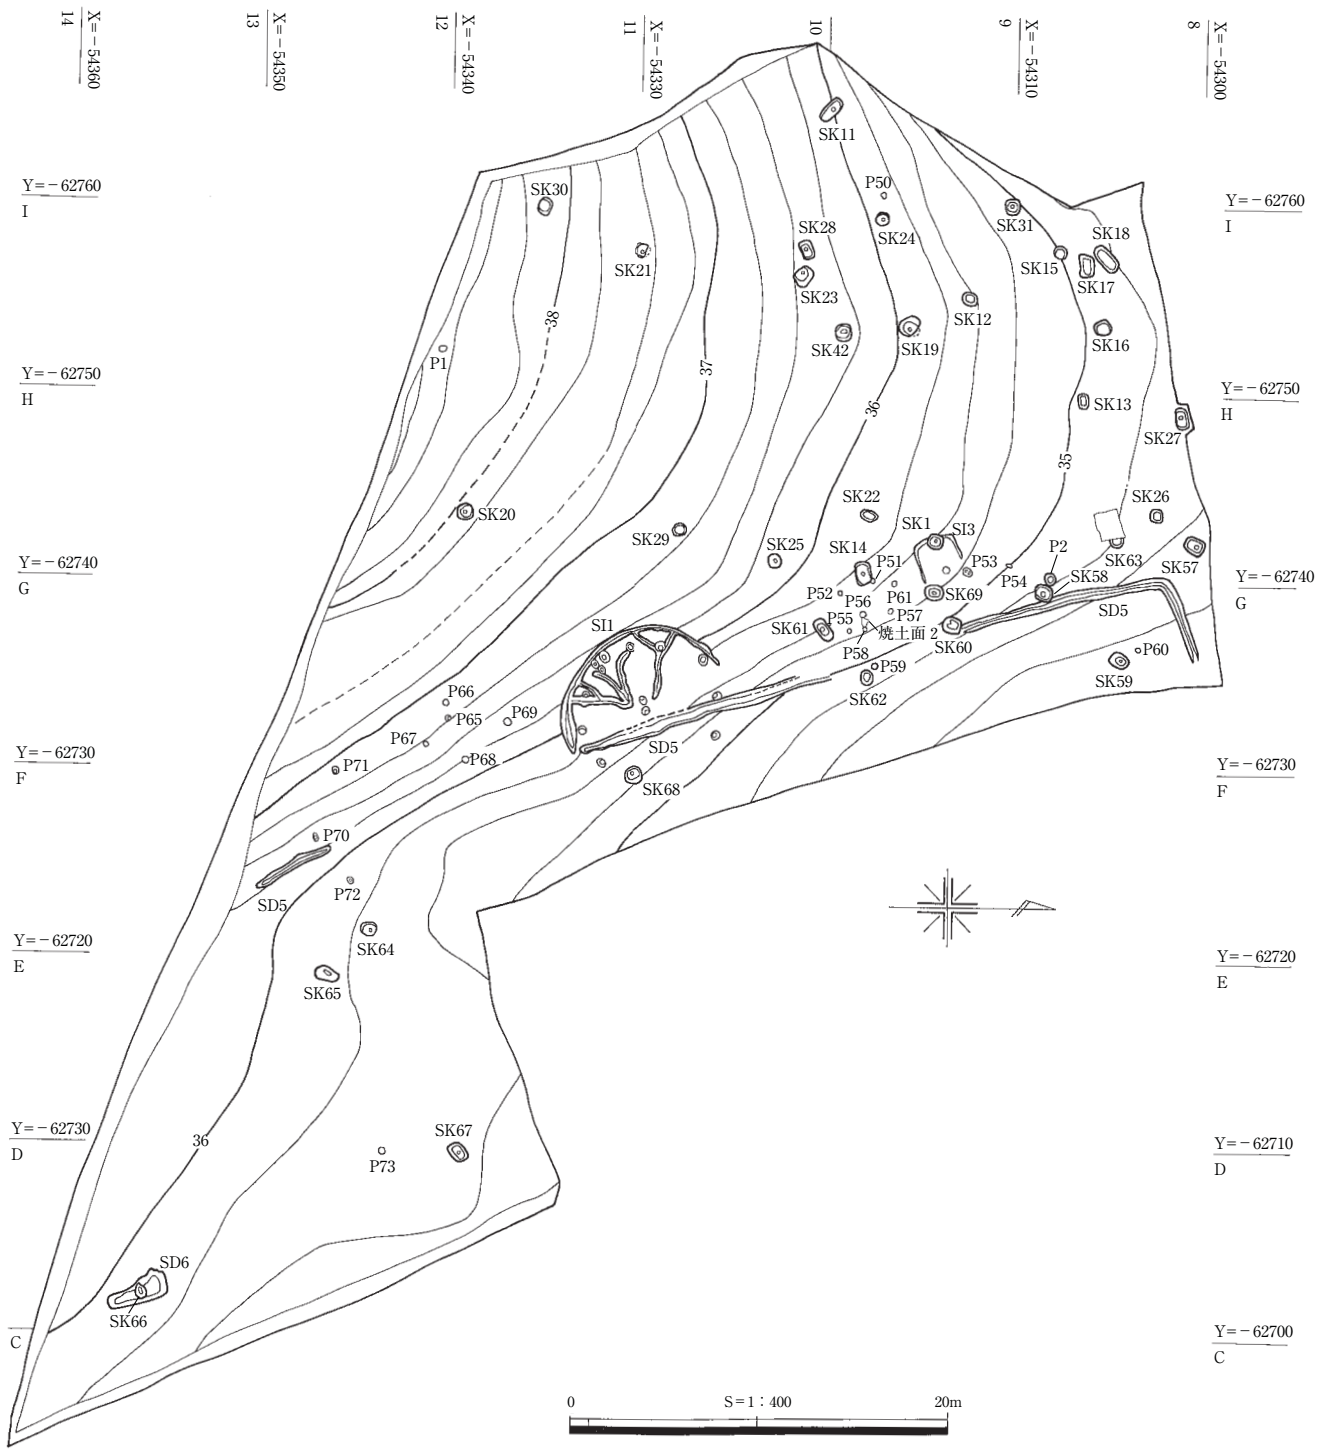 14
X=−54360
13
X=−54350
12
X=−54340
11
X=−54330
10
9
X=−54310
8
X=−54300
SK11
Y=−62760
I
SK30
P50
SK24
SK31
SK28
SK21
SK23
SK15
SK18
SK17
Y=−62760
I
SK12
38
SK42
SK19
SK16
P1
37
Y=−62750
H
36
SK13
Y=−62750
H
SK27
35
SK20
SK29
SK22
SK1
SI3
SK26
SK25
SK14
P51
P53
P2
SK63
SK57
Y=−62740
G
P54
SK58
Y=−62740
G
P52
P56
P61
SK69
P57
SD5
SI1
SK61
P55
焼土面2
SK60
P58
P60
P59
SK59
SK62
P66
P65
P69
P67
SD5
P68
Y=−62730
F
P71
SK68
Y=−62730
F
P70
P72
SD5
Y=−62720
E
SK64
SK65
Y=−62720
E
Y=−62730
D
36
SK67
P73
Y=−62710
D
SD6
SK66
C
Y=−62700
C
0
S=1：400
20m